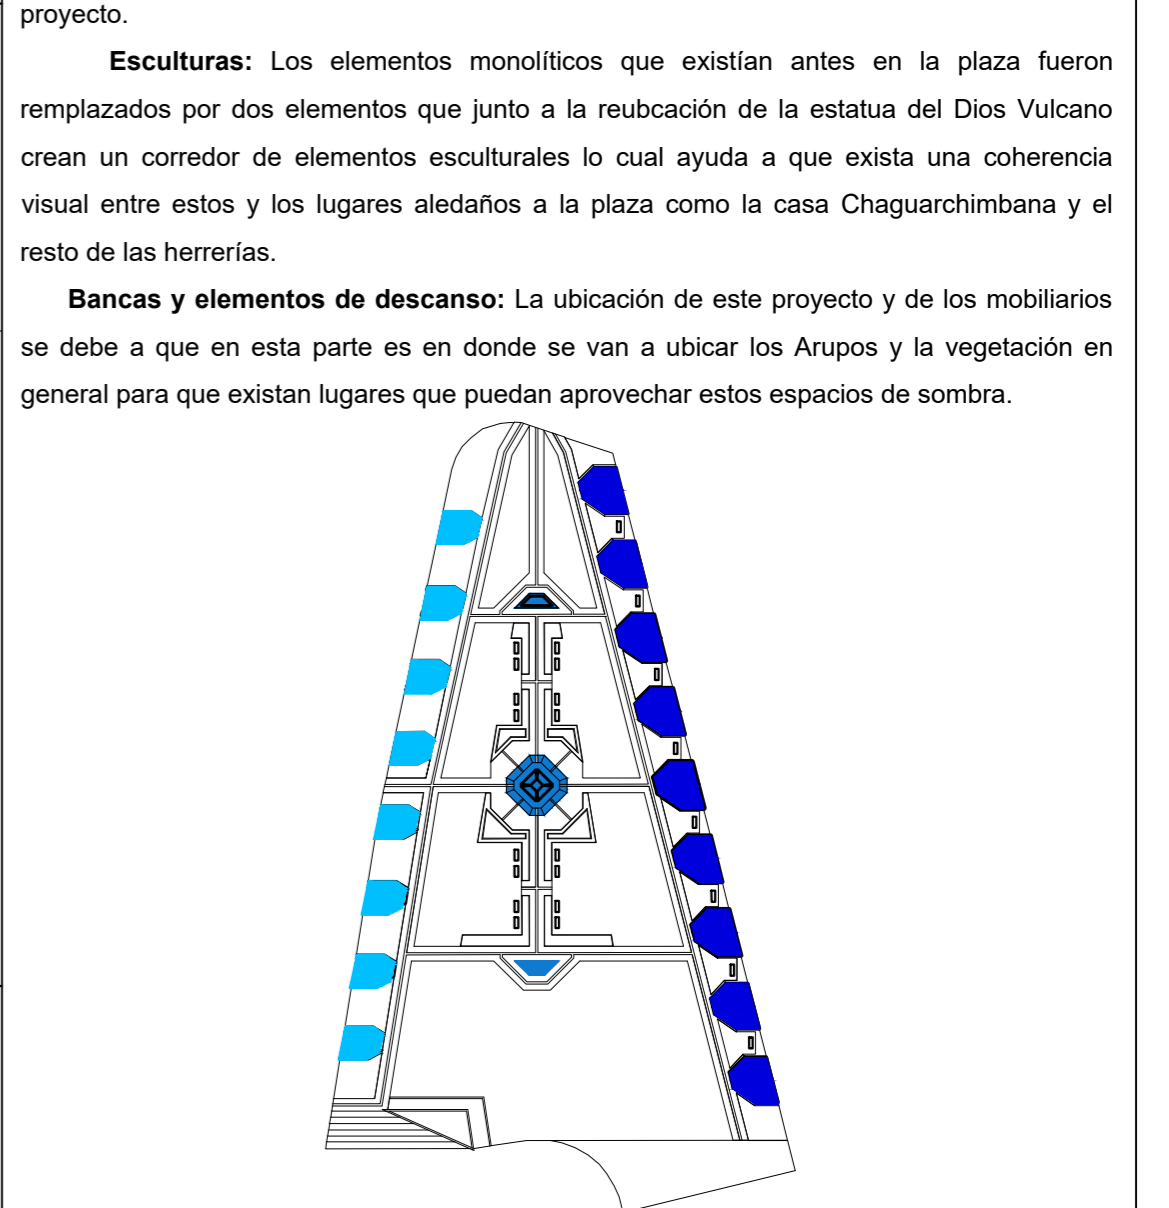 proyecto.
Esculturas: Los elementos monolíticos que existían antes en la plaza fueron
remplazados por dos elementos que junto a la reubcación de la estatua del Dios Vulcano
crean un corredor de elementos esculturales lo cual ayuda a que exista una coherencia
visual entre estos y los lugares aledaños a la plaza como la casa Chaguarchimbana y el
resto de las herrerías.
Bancas y elementos de descanso: La ubicación de este proyecto y de los mobiliarios
se debe a que en esta parte es en donde se van a ubicar los Arupos y la vegetación en
general para que existan lugares que puedan aprovechar estos espacios de sombra.